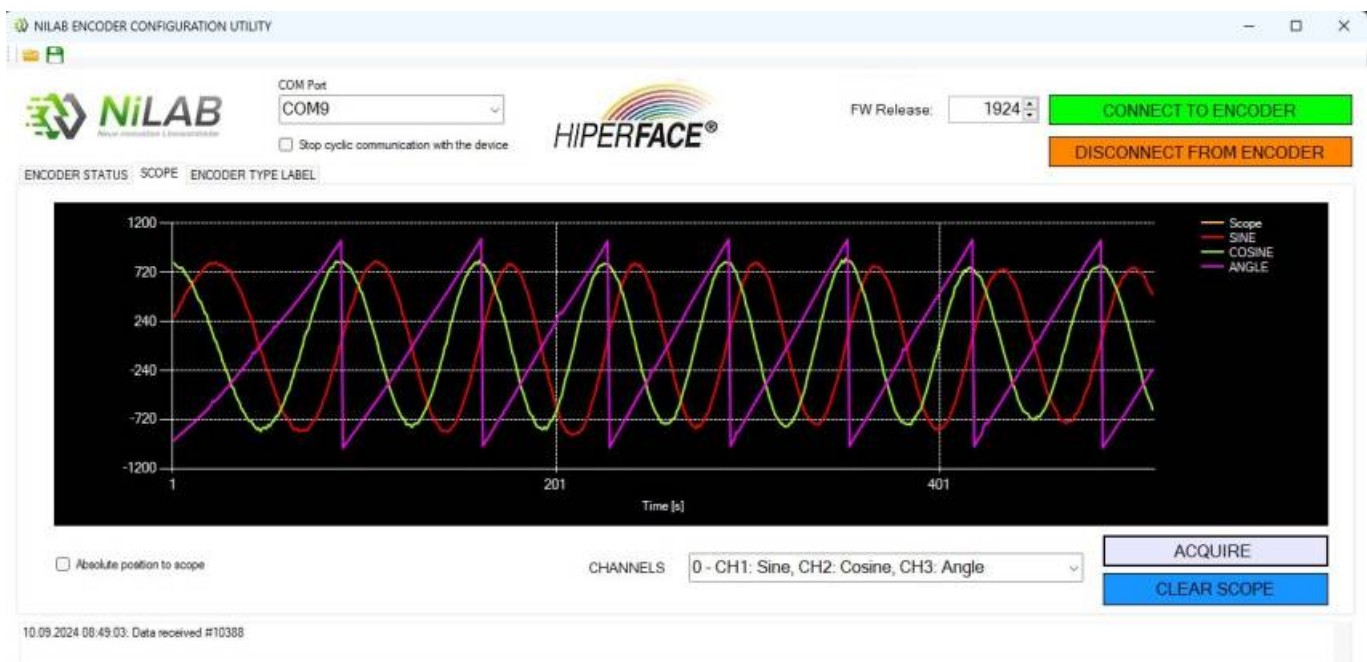 NILAB ENCODER CONFIGURATION UTILITY
NiLAB
COM Port
COM9
Stop cyclic communication with the device
HIPERFACE®
FW Release: 1924
CONNECT TO ENCODER
DISCONNECT FROM ENCODER
ENCODER STATUS SCOPE ENCODER TYPE LABEL
1200
720
240
-240
-720
-1200
1 201 401
Time [s]
Scope
SINE
COSINE
ANGLE
Absolute position to scope
CHANNELS 0 - CH1: Sine, CH2: Cosine, CH3: Angle
ACQUIRE
CLEAR SCOPE
10.09.2024 08:49:03: Data received #10388